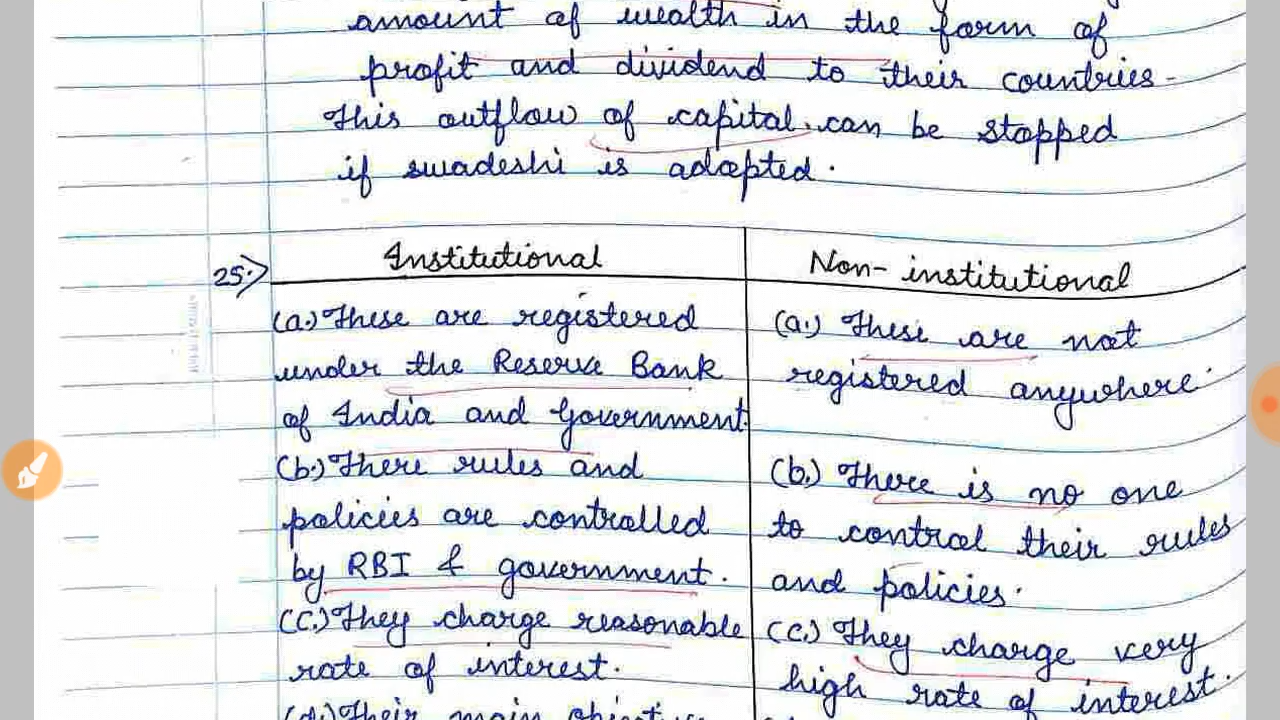 amount of wealth in the form of
profit and dividend to their countries-
This outflow of capital, can be stopped
if swadeshi is adopted.
25.>
Institutional
(a.) These are registered
under the Reserve Bank
of India and Government.
(b.) There rules and
policies are controlled
by RBI & government.
(c.) They charge reasonable
rate of interest.
(d.) Their main
Non-institutional
(a.) These are not
registered anywhere.
(b.) There is no one
to control their rules
and policies.
(c.) They charge very
high rate of interest.